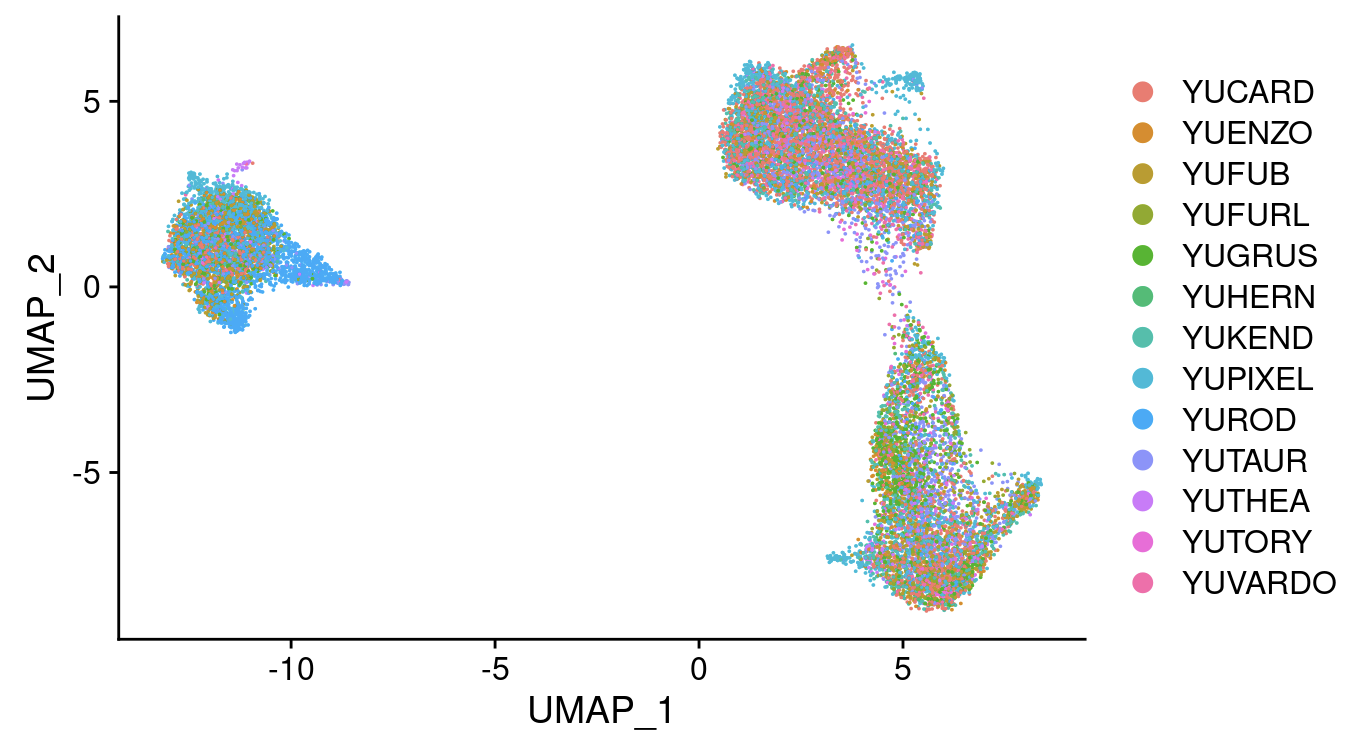 5
0
-5
UMAP_2
-10
-5
0
5
UMAP_1
YUCARD
YUENZO
YUFUB
YUFURL
YUGRUS
YUHERN
YUKEND
YUPIXEL
YUROD
YUTAUR
YUTHEA
YUTORY
YUVARDO